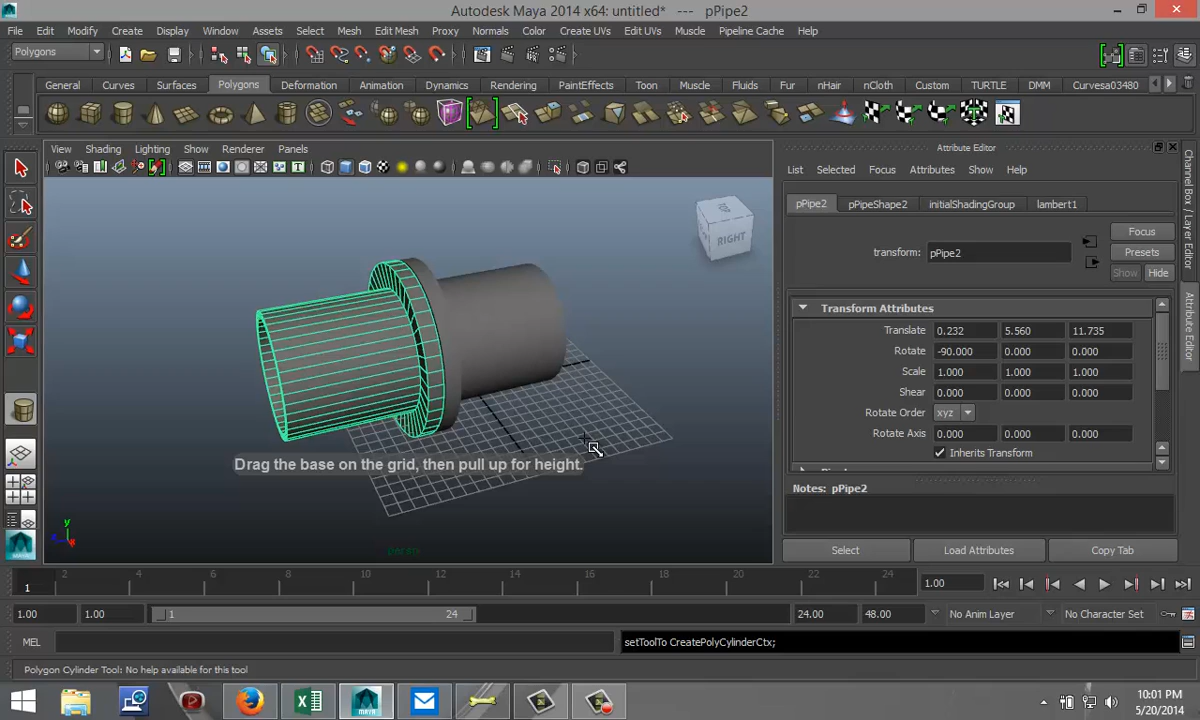 Autodesk Maya 2014 x64: untitled* --- pPipe2
File Edit Modify Create Display Window Assets Select Mesh Edit Mesh Proxy Normals Color Create UVs Edit UVs Muscle Pipeline Cache Help
Polygons
General Curves Surfaces Polygons Deformation Animation Dynamics Rendering PaintEffects Toon Muscle Fluids Fur nHair nCloth Custom TURTLE DMM Curvesa03480
View Shading Lighting Show Renderer Panels
Attribute Editor
List Selected Focus Attributes Show Help
pPipe2 pPipeShape2 initialShadingGroup lambert1
Focus
transform: pPipe2
Presets
Show Hide
Transform Attributes
Translate 0.232 5.560 11.735
Rotate -90.000 0.000 0.000
Scale 1.000 1.000 1.000
Shear 0.000 0.000 0.000
Rotate Order xyz
Rotate Axis 0.000 0.000 0.000
Inherits Transform
Notes: pPipe2
Select Load Attributes Copy Tab
Channel Box / Layer Editor
Attribute Editor
RIGHT
Drag the base on the grid, then pull up for height.
y
x
2 4 6 8 10 12 14 16 18 20 22 24
1
1.00
1.00 1.00 1 24 24.00 48.00 No Anim Layer No Character Set
MEL setToolTo CreatePolyCylinderCtx;
Polygon Cylinder Tool: No help available for this tool
MAYA
10:01 PM
5/20/2014